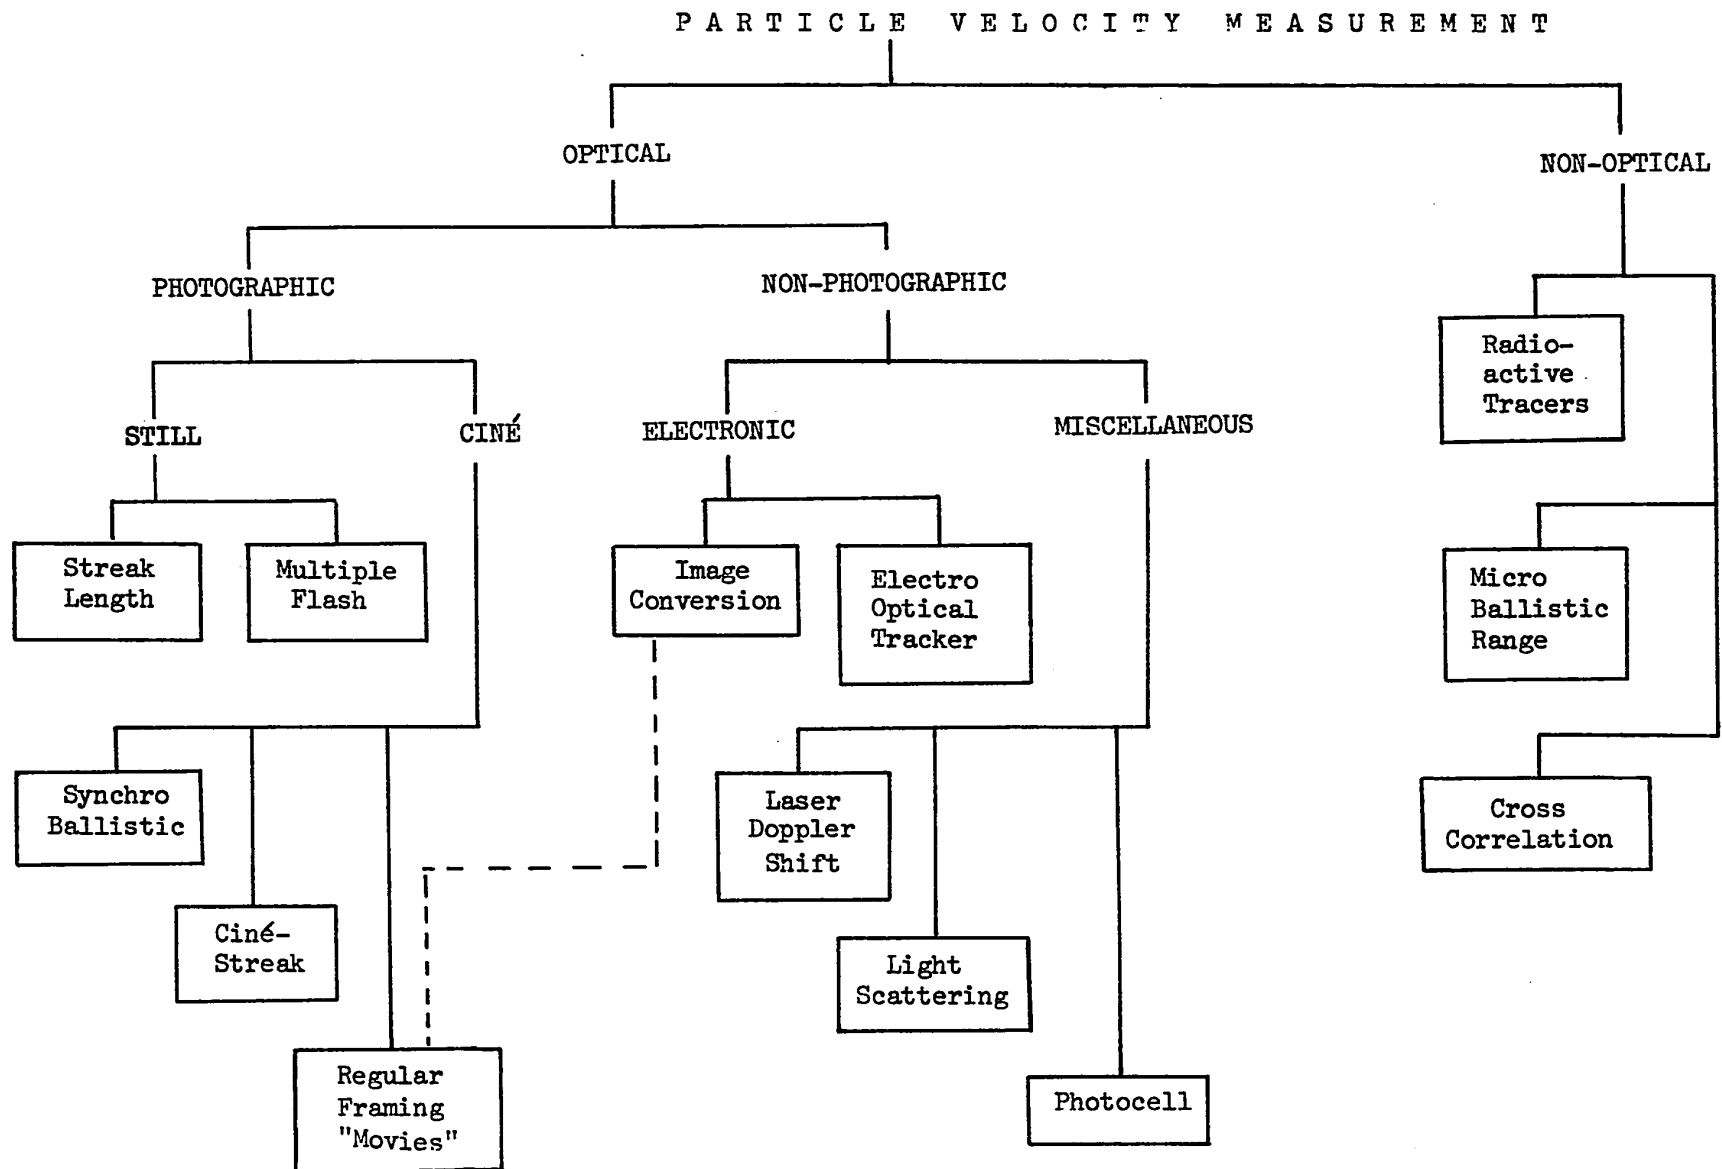 PARTICLE VELOCITY MEASUREMENT
OPTICAL
NON-OPTICAL
PHOTOGRAPHIC
NON-PHOTOGRAPHIC
STILL
CINÉ
ELECTRONIC
MISCELLANEOUS
Radio-
active
Tracers
Streak
Length
Multiple
Flash
Image
Conversion
Electro
Optical
Tracker
Micro
Ballistic
Range
Synchro
Ballistic
Laser
Doppler
Shift
Cross
Correlation
Ciné-
Streak
Light
Scattering
Regular
Framing
"Movies"
Photocell